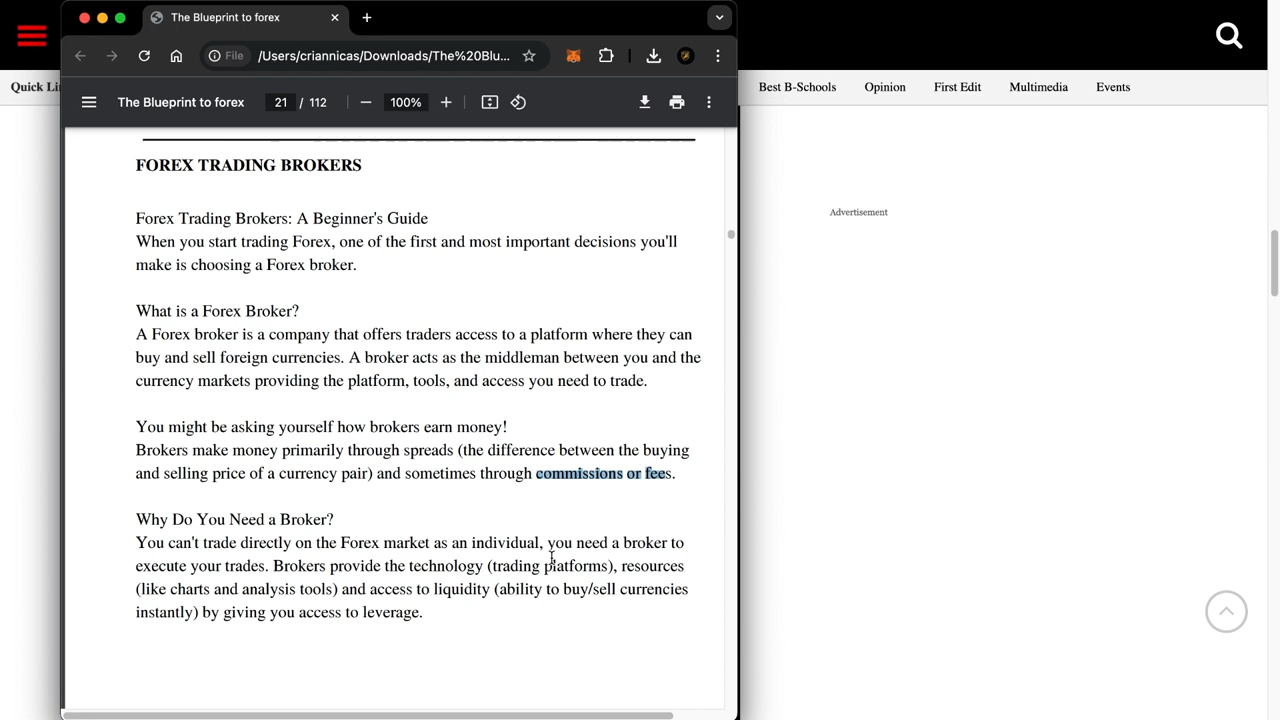 The Blueprint to forex
File
/Users/criannicas/Downloads/The%20Blu...
Quick Li
Best B-Schools
Opinion
First Edit
Multimedia
Events
The Blueprint to forex
21 / 112
100%
FOREX TRADING BROKERS
Forex Trading Brokers: A Beginner's Guide
When you start trading Forex, one of the first and most important decisions you'll
make is choosing a Forex broker.
What is a Forex Broker?
A Forex broker is a company that offers traders access to a platform where they can
buy and sell foreign currencies. A broker acts as the middleman between you and the
currency markets providing the platform, tools, and access you need to trade.
You might be asking yourself how brokers earn money!
Brokers make money primarily through spreads (the difference between the buying
and selling price of a currency pair) and sometimes through commissions or fees.
Why Do You Need a Broker?
You can't trade directly on the Forex market as an individual, you need a broker to
execute your trades. Brokers provide the technology (trading platforms), resources
(like charts and analysis tools) and access to liquidity (ability to buy/sell currencies
instantly) by giving you access to leverage.
Advertisement